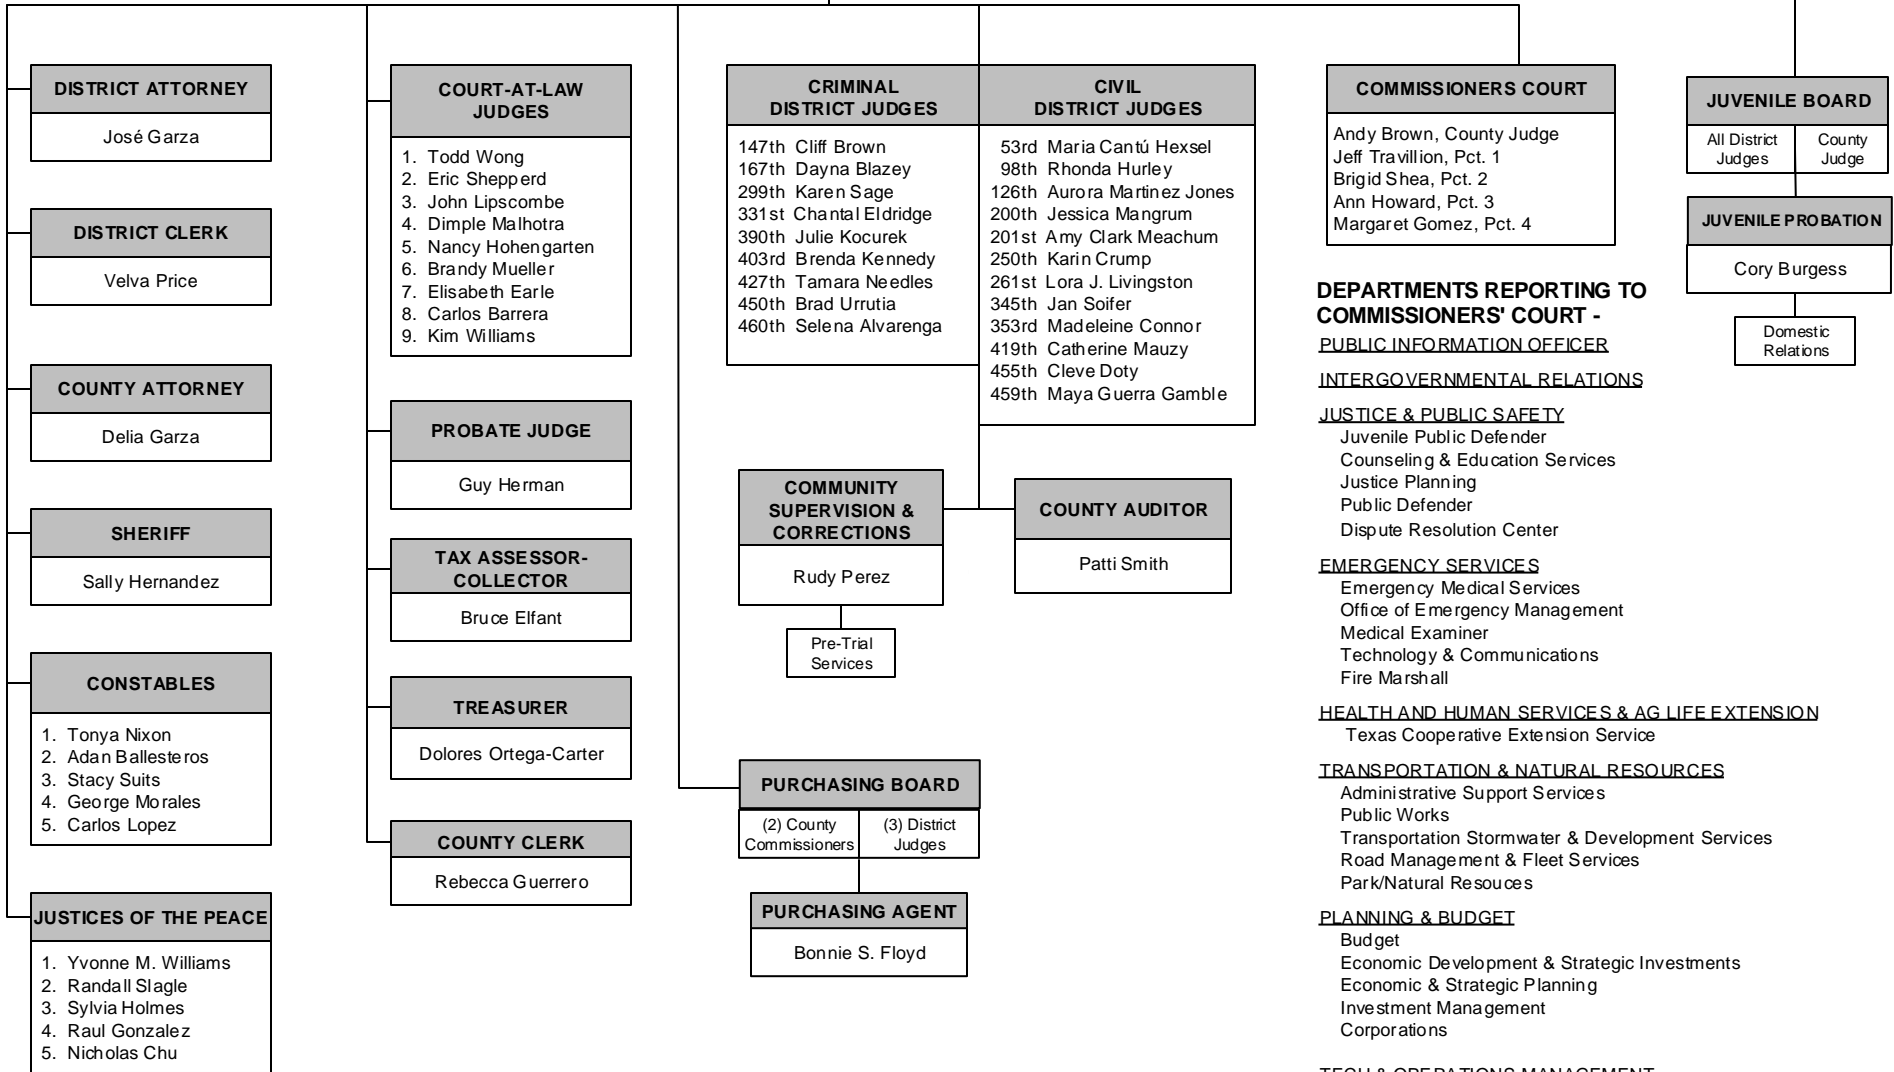 DISTRICT ATTORNEY
José Garza
DISTRICT CLERK
Velva Price
COUNTY ATTORNEY
Delia Garza
SHERIFF
Sally Hernandez
CONSTABLES
1. Tonya Nixon
2. Adan Ballesteros
3. Stacy Suits
4. George Morales
5. Carlos Lopez
JUSTICES OF THE PEACE
1. Yvonne M. Williams
2. Randall Slagle
3. Sylvia Holmes
4. Raul Gonzalez
5. Nicholas Chu
COURT-AT-LAW
JUDGES
1. Todd Wong
2. Eric Shepperd
3. John Lipscombe
4. Dimple Malhotra
5. Nancy Hohengarten
6. Brandy Mueller
7. Elisabeth Earle
8. Carlos Barrera
9. Kim Williams
PROBATE JUDGE
Guy Herman
TAX ASSESSOR-
COLLECTOR
Bruce Elfant
TREASURER
Dolores Ortega-Carter
COUNTY CLERK
Rebecca Guerrero
CRIMINAL
DISTRICT JUDGES
147th Cliff Brown
167th Dayna Blazey
299th Karen Sage
331st Chantal Eldridge
390th Julie Kocurek
403rd Brenda Kennedy
427th Tamara Needles
450th Brad Urrutia
460th Selena Alvarenga
CIVIL
DISTRICT JUDGES
53rd Maria Cantú Hexsel
98th Rhonda Hurley
126th Aurora Martinez Jones
200th Jessica Mangrum
201st Amy Clark Meachum
250th Karin Crump
261st Lora J. Livingston
345th Jan Soifer
353rd Madeleine Connor
419th Catherine Mauzy
455th Cleve Doty
459th Maya Guerra Gamble
COMMUNITY
SUPERVISION &
CORRECTIONS
Rudy Perez
Pre-Trial
Services
COUNTY AUDITOR
Patti Smith
PURCHASING BOARD
(2) County
Commissioners
(3) District
Judges
PURCHASING AGENT
Bonnie S. Floyd
COMMISSIONERS COURT
Andy Brown, County Judge
Jeff Travillion, Pct. 1
Brigid Shea, Pct. 2
Ann Howard, Pct. 3
Margaret Gomez, Pct. 4
DEPARTMENTS REPORTING TO
COMMISSIONERS' COURT -
PUBLIC INFORMATION OFFICER
INTERGOVERNMENTAL RELATIONS
JUSTICE & PUBLIC SAFETY
Juvenile Public Defender
Counseling & Education Services
Justice Planning
Public Defender
Dispute Resolution Center
EMERGENCY SERVICES
Emergency Medical Services
Office of Emergency Management
Medical Examiner
Technology & Communications
Fire Marshall
HEALTH AND HUMAN SERVICES & AG LIFE EXTENSION
Texas Cooperative Extension Service
TRANSPORTATION & NATURAL RESOURCES
Administrative Support Services
Public Works
Transportation Stormwater & Development Services
Road Management & Fleet Services
Park/Natural Resouces
PLANNING & BUDGET
Budget
Economic Development & Strategic Investments
Economic & Strategic Planning
Investment Management
Corporations
TECH & OPERATIONS MANAGEMENT
JUVENILE BOARD
All District
Judges
County
Judge
JUVENILE PROBATION
Cory Burgess
Domestic
Relations